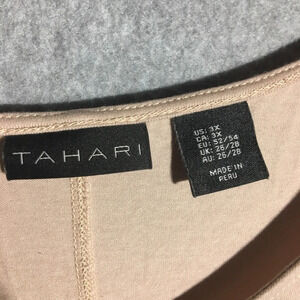 TAHARI
US: 3X
CA: 3X
EU: 52/54
UK: 26/28
AU: 26/28
MADE IN
PERU